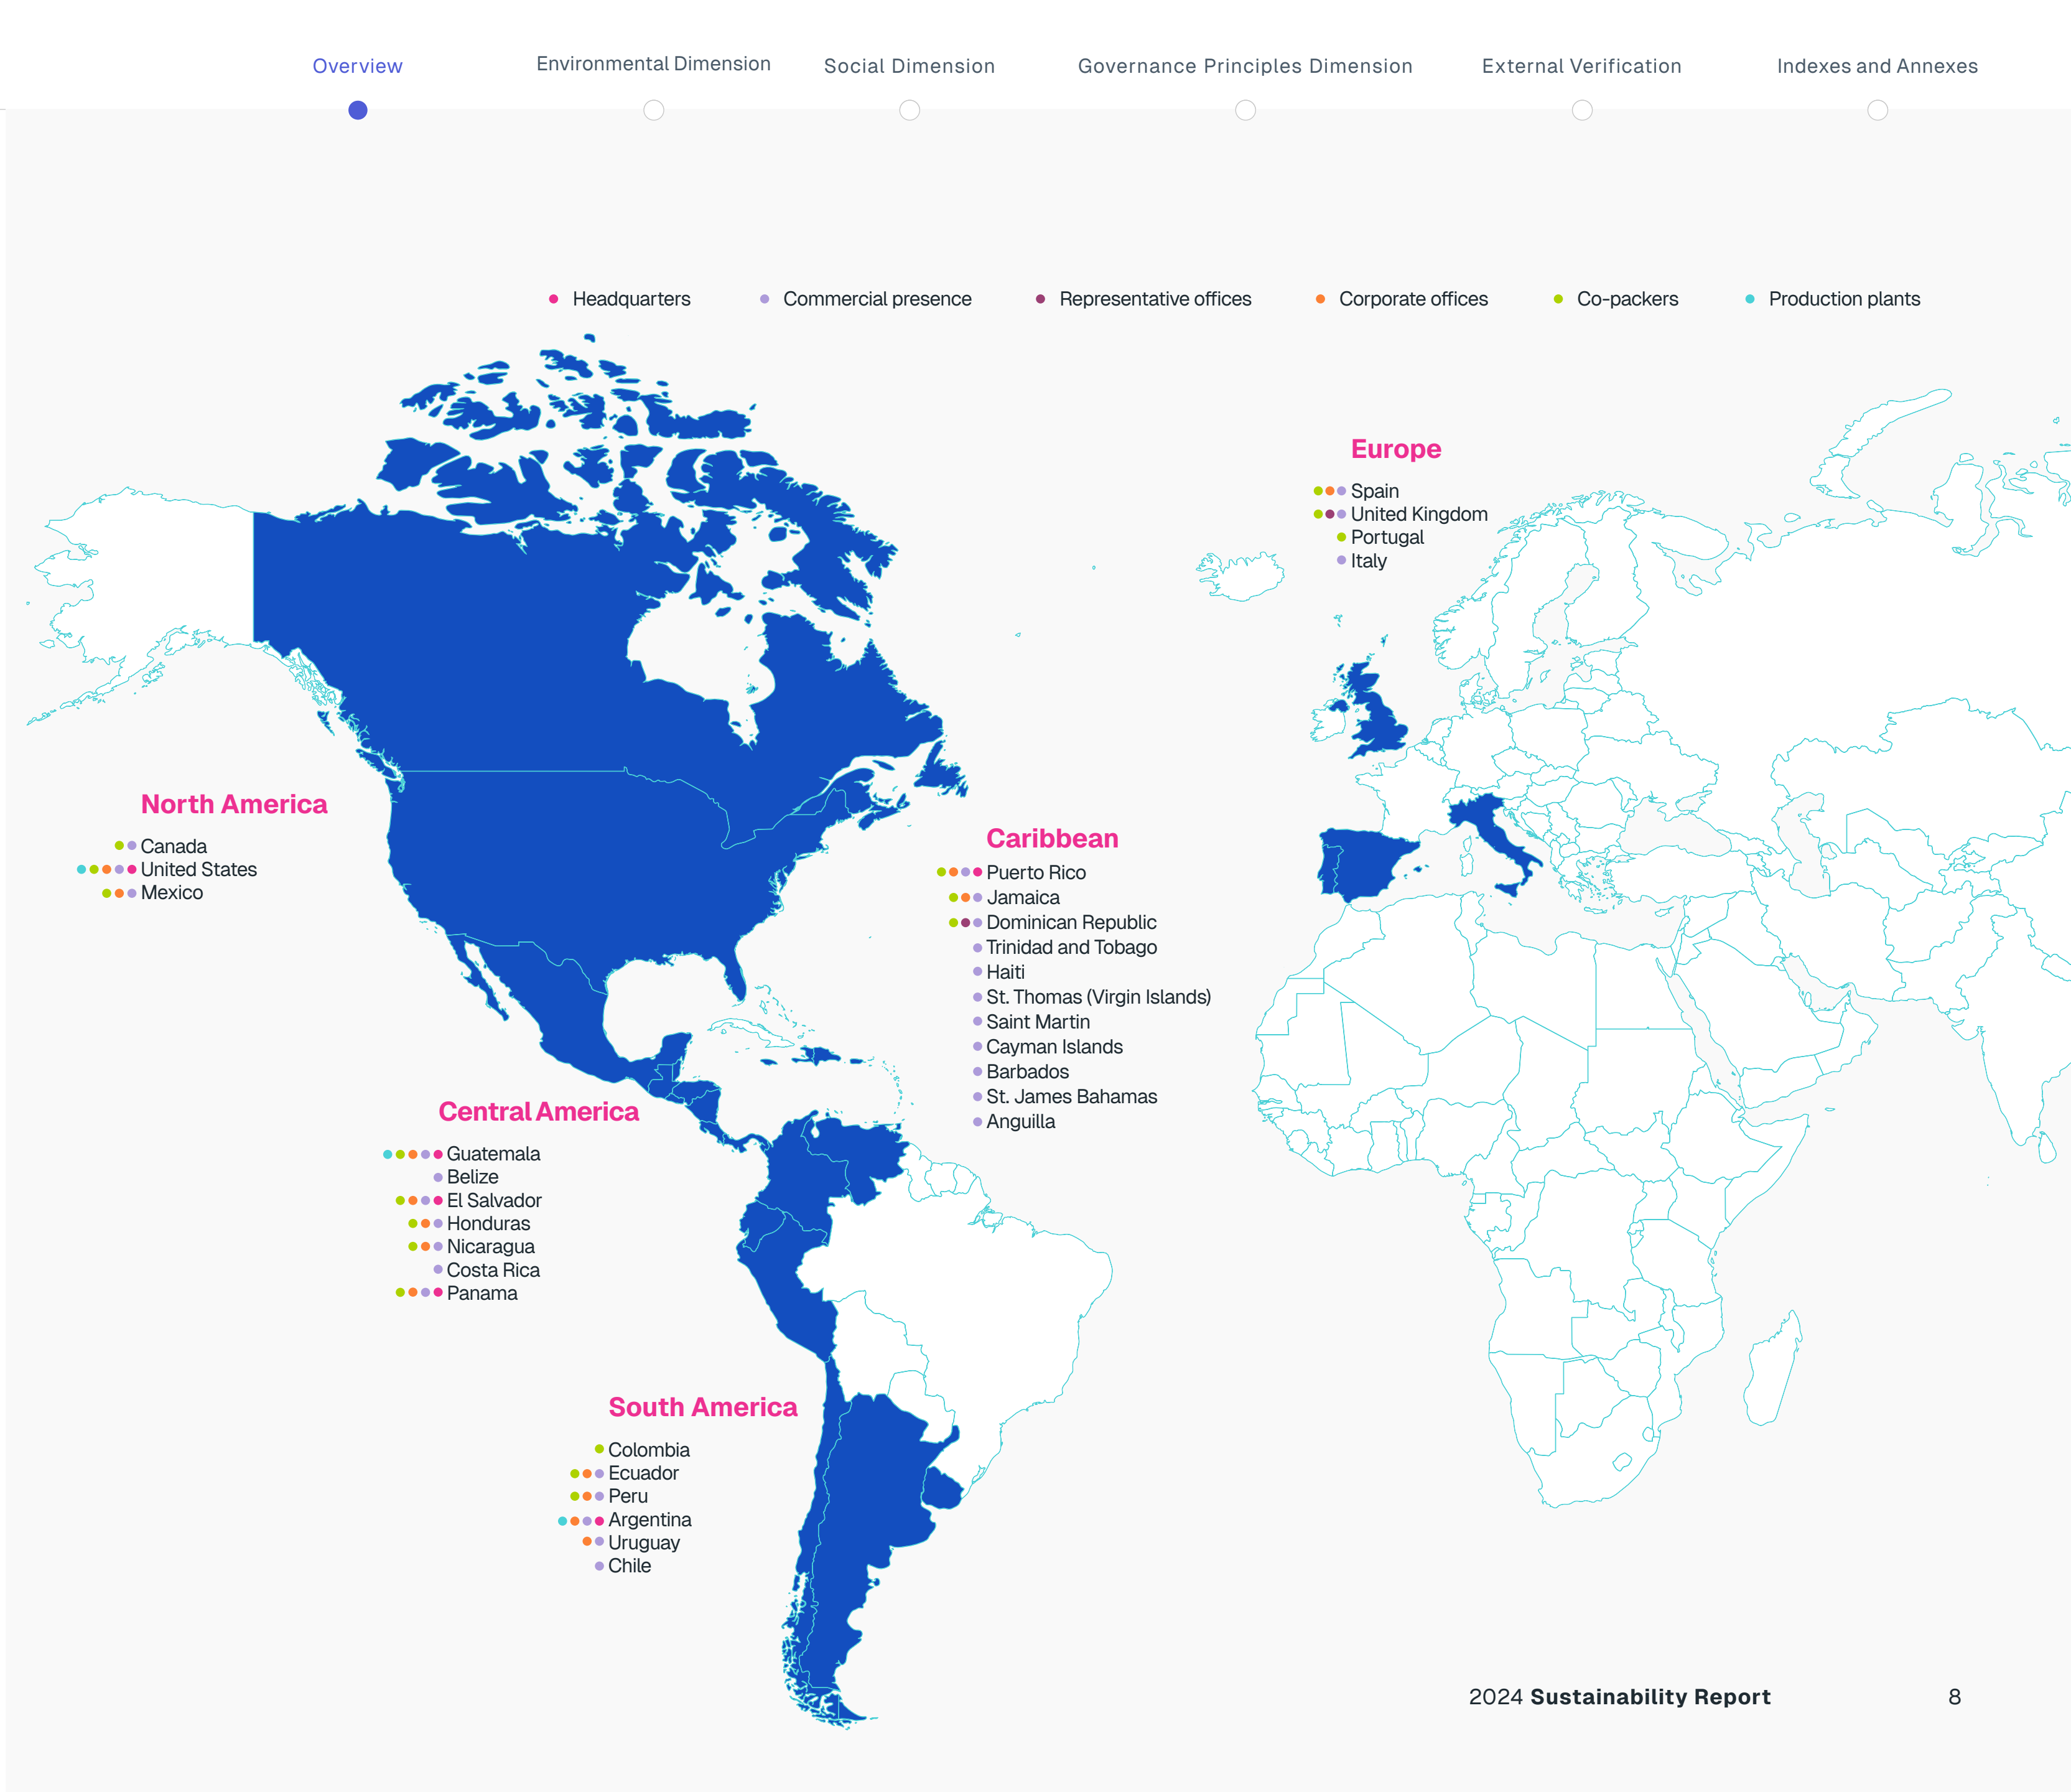 Overview
Environmental Dimension
Social Dimension
Governance Principles Dimension
External Verification
Indexes and Annexes
Headquarters
Commercial presence
Representative offices
Corporate offices
Co-packers
Production plants
Europe
Spain
United Kingdom
Portugal
Italy
North America
Canada
United States
Mexico
Caribbean
Puerto Rico
Jamaica
Dominican Republic
Trinidad and Tobago
Haiti
St. Thomas (Virgin Islands)
Saint Martin
Cayman Islands
Barbados
St. James Bahamas
Anguilla
Central America
Guatemala
Belize
El Salvador
Honduras
Nicaragua
Costa Rica
Panama
South America
Colombia
Ecuador
Peru
Argentina
Uruguay
Chile
2024 Sustainability Report
8